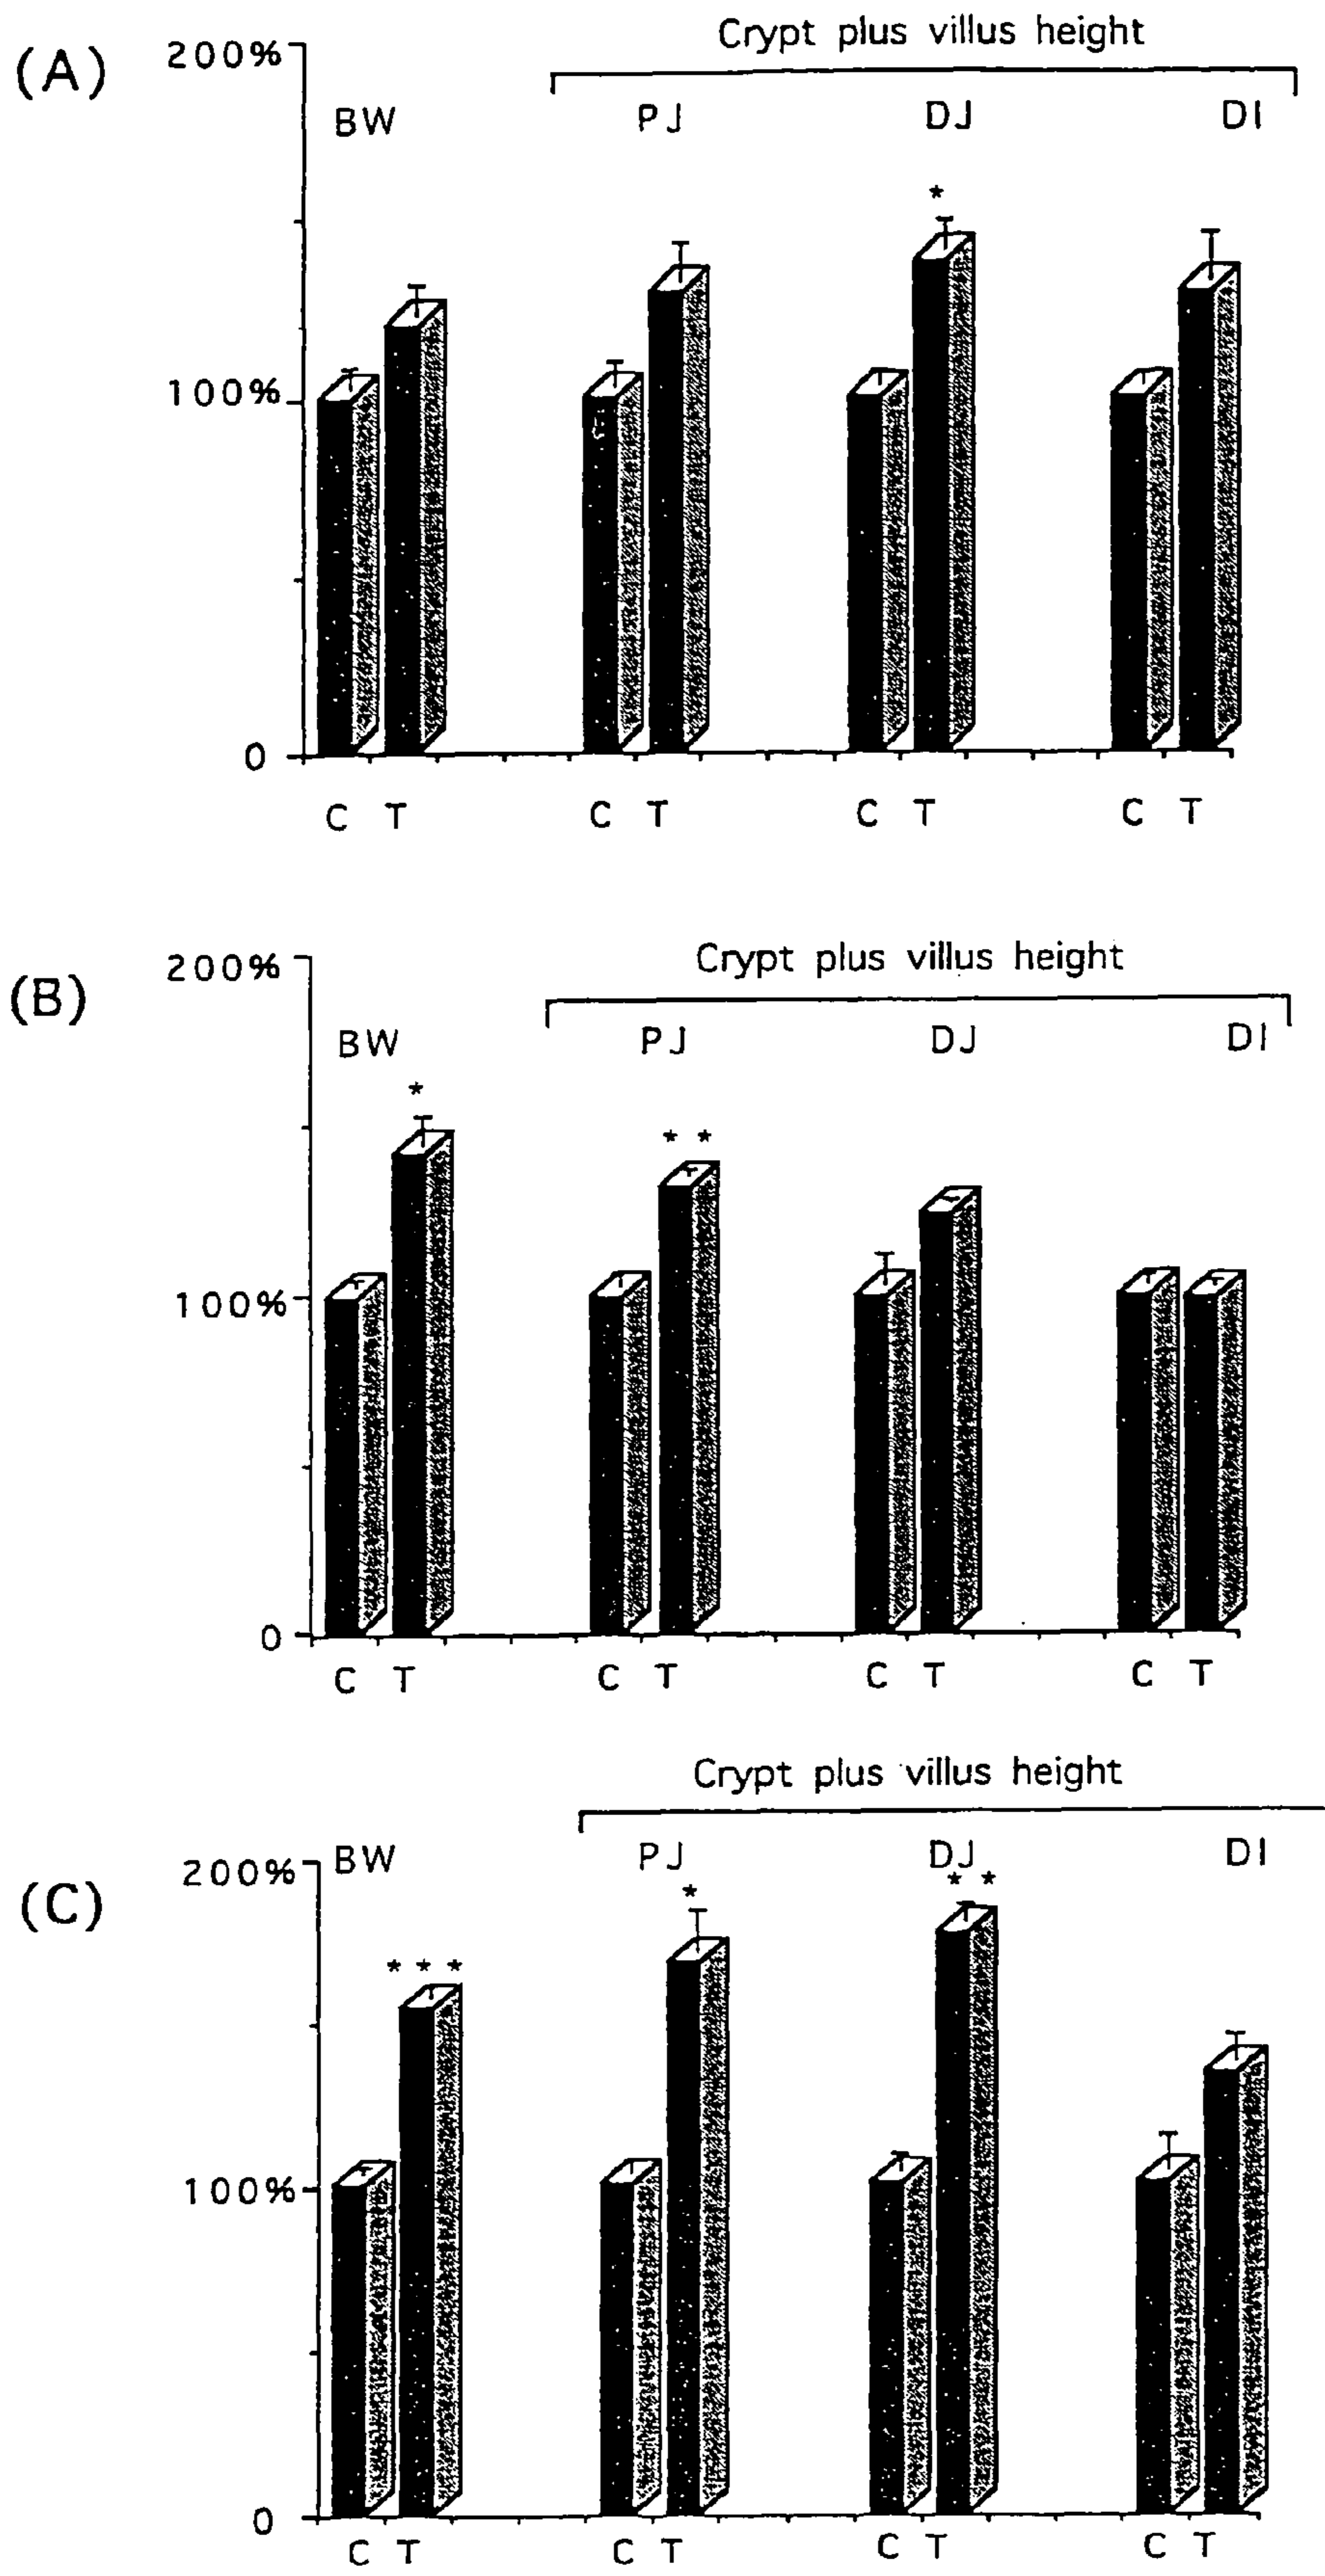 Crypt plus villus height
(A) 200%
BW PJ DJ DI
*
100%
0
C T C T C T C T
Crypt plus villus height
(B) 200%
BW PJ DJ DI
*
* *
100%
0
C T C T C T C T
Crypt plus villus height
BW PJ DJ DI
200%
(C)
* * *
*
* *
100%
0
C T C T C T C T